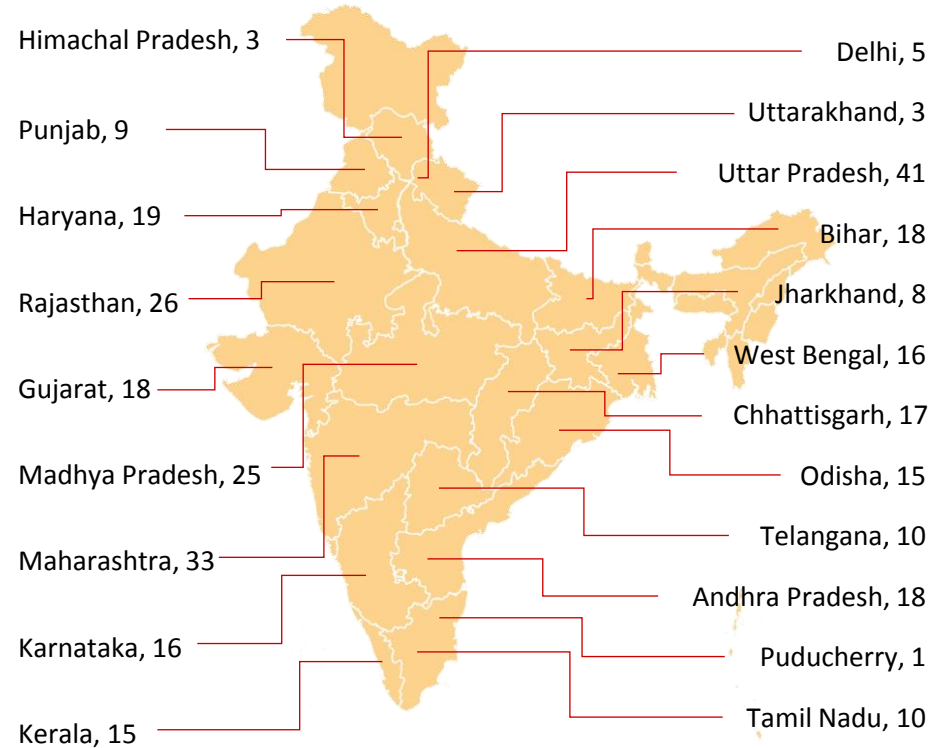 Himachal Pradesh, 3
Punjab, 9
Haryana, 19
Rajasthan, 26
Gujarat, 18
Madhya Pradesh, 25
Maharashtra, 33
Karnataka, 16
Kerala, 15
Delhi, 5
Uttarakhand, 3
Uttar Pradesh, 41
Bihar, 18
Jharkhand, 8
West Bengal, 16
Chhattisgarh, 17
Odisha, 15
Telangana, 10
Andhra Pradesh, 18
Puducherry, 1
Tamil Nadu, 10